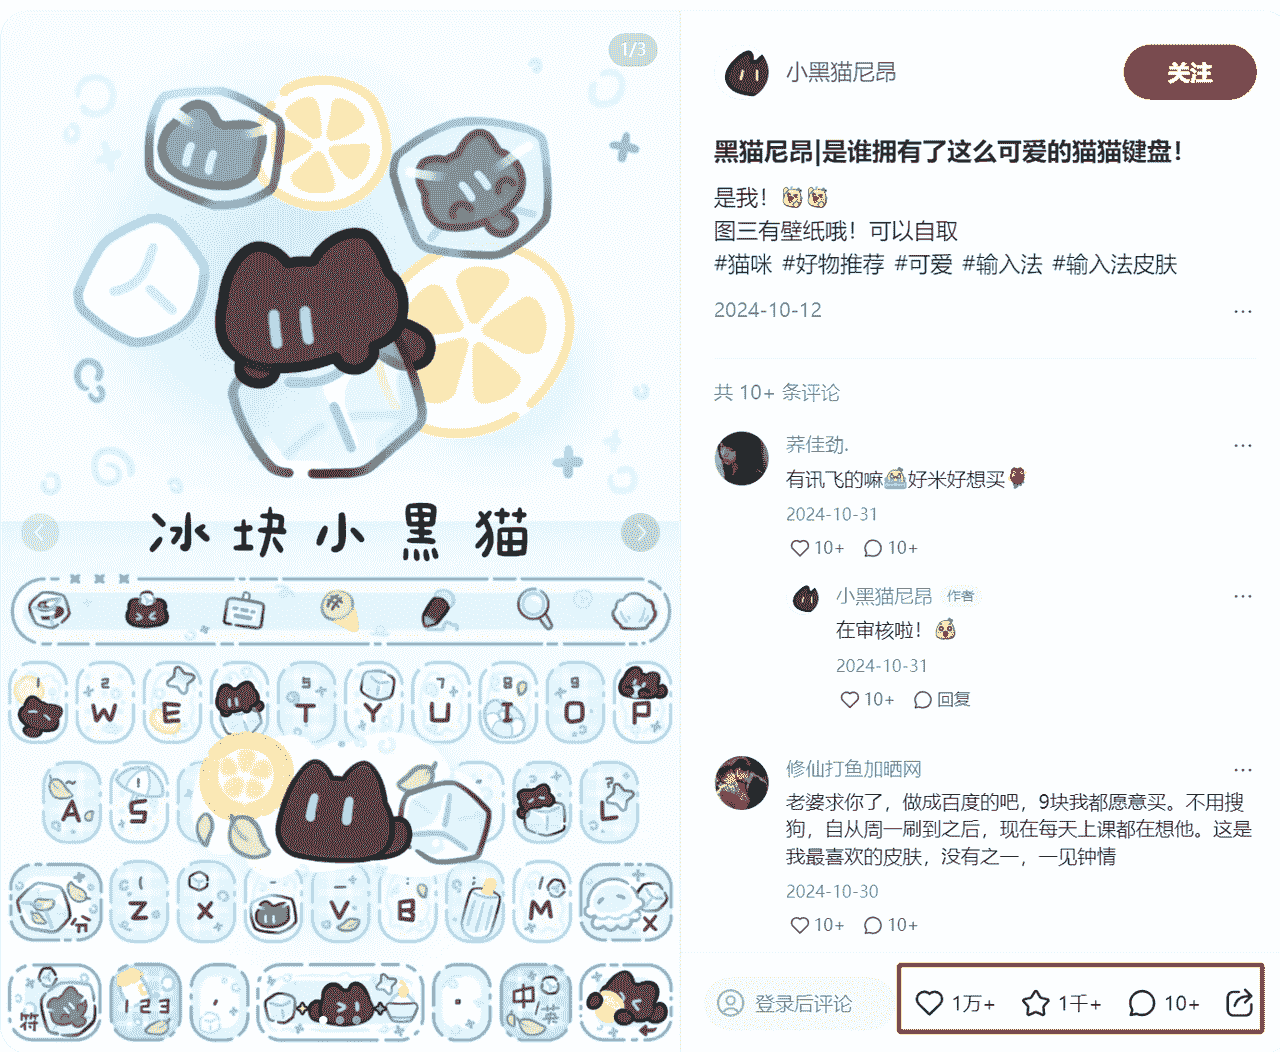 1/3
冰块小黑猫
1
2
5
7
8
9
W
E
T
Y
U
I
O
P
A
S
L
分
Z
X
V
B
M
X
符
123
中/英
小黑猫尼昂
关注
黑猫尼昂|是谁拥有了这么可爱的猫猫键盘！
是我！
图三有壁纸哦！可以自取
#猫咪 #好物推荐 #可爱 #输入法 #输入法皮肤
2024-10-12
共 10+ 条评论
荞佳劲.
有讯飞的嘛好米好想买
2024-10-31
10+ 10+
小黑猫尼昂 作者
在审核啦！
2024-10-31
10+ 回复
修仙打鱼加晒网
老婆求你了，做成百度的吧，9块我都愿意买。不用搜
狗，自从周一刷到之后，现在每天上课都在想他。这是
我最喜欢的皮肤，没有之一，一见钟情
2024-10-30
10+ 10+
登录后评论
1万+ 1千+ 10+